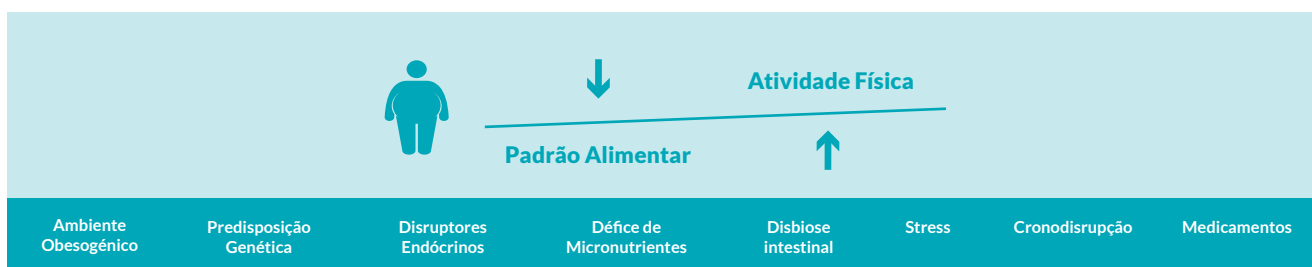 Atividade Física
Padrão Alimentar
Ambiente
Obesogénico
Predisposição
Genética
Disruptores
Endócrinos
Défice de
Micronutrientes
Disbiose
intestinal
Stress
Cronodisrupção
Medicamentos